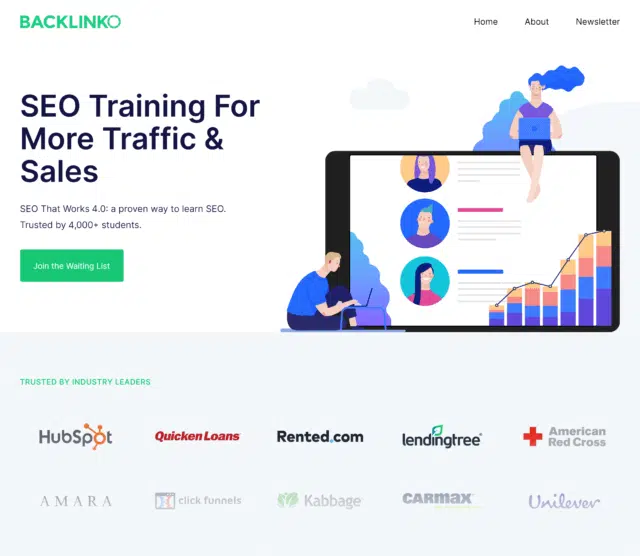 BACKLINKO
Home About Newsletter
SEO Training For
More Traffic &
Sales
SEO That Works 4.0: a proven way to learn SEO.
Trusted by 4,000+ students.
Join the Waiting List
TRUSTED BY INDUSTRY LEADERS
HubSpot Quicken Loans Rented.com lendingtree American
Red Cross
AMARA click funnels Kabbage CARMAX Unilever